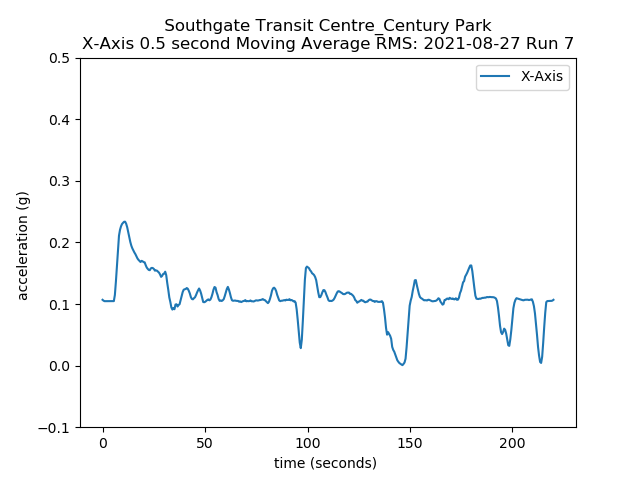 Southgate Transit Centre_Century Park
X-Axis 0.5 second Moving Average RMS: 2021-08-27 Run 7
X-Axis
0.5
0.4
0.3
0.2
0.1
0.0
−0.1
acceleration (g)
0 50 100 150 200
time (seconds)